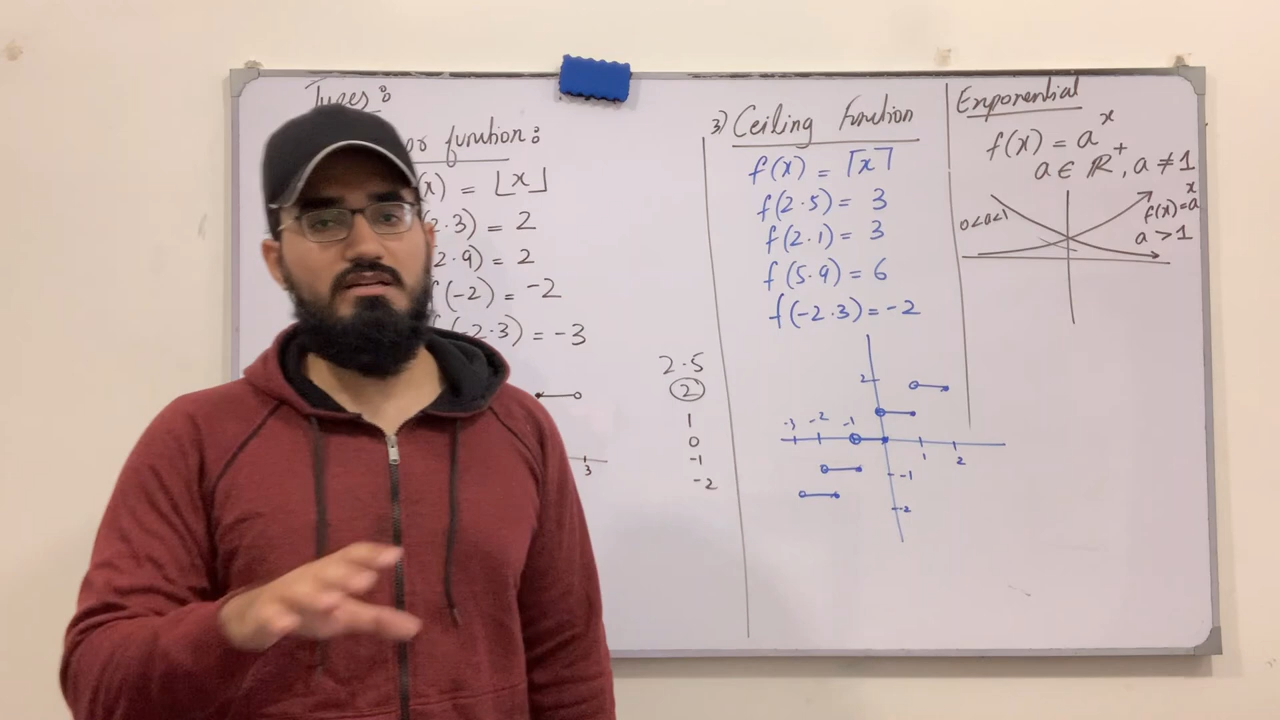 Types:
or function:
(x) = ⌊x⌋
(2.3) = 2
(2.9) = 2
f(-2) = -2
f(-2.3) = -3
3
2.5
2
1
0
-1
-2
3) Ceiling Function
f(x) = ⌈x⌉
f(2.5) = 3
f(2.1) = 3
f(5.9) = 6
f(-2.3) = -2
2
-3 -2 -1
1 2
-1
-2
Exponential
f(x) = a^x
a ∈ ℝ^+, a ≠ 1
0<a<1
f(x)=a^x
a > 1